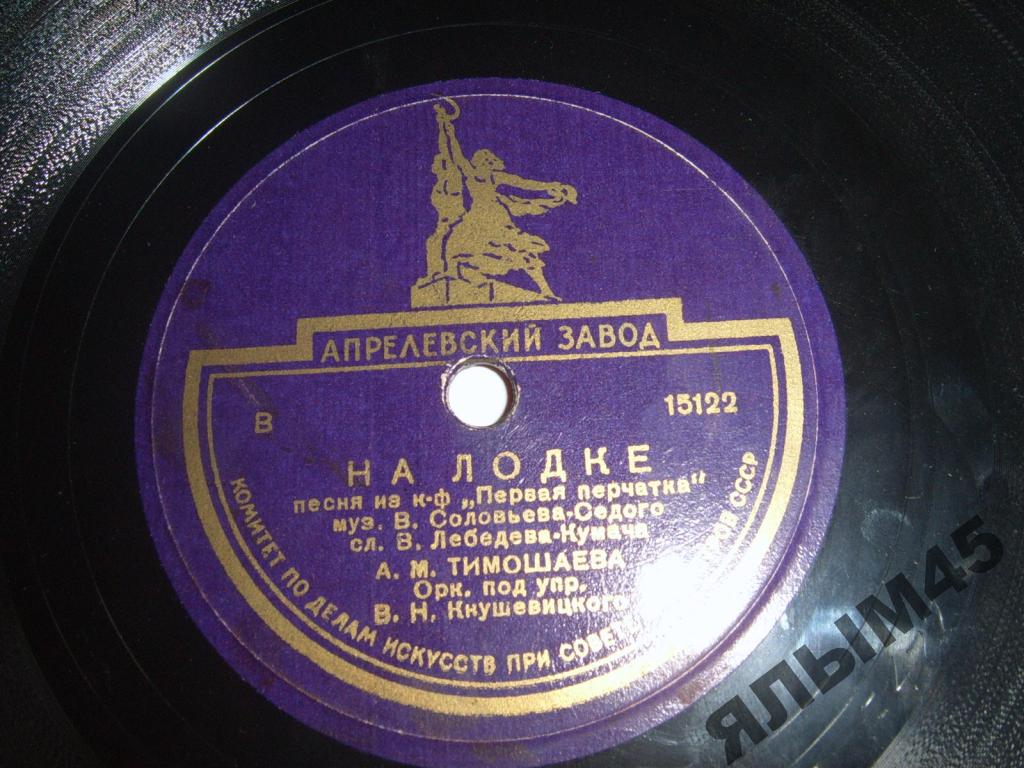 АПРЕЛЕВСКИЙ ЗАВОД
В 15122
НА ЛОДКЕ
песня из к-ф „Первая перчатка"
муз. В. Соловьева-Седого
сл. В. Лебедева-Кумача
А. М. ТИМОШАЕВА
Орк. под упр.
В. Н. Кнушевицкого
КОМИТЕТ ПО ДЕЛАМ ИСКУССТВ ПРИ СССР
ЯЛЫМ45